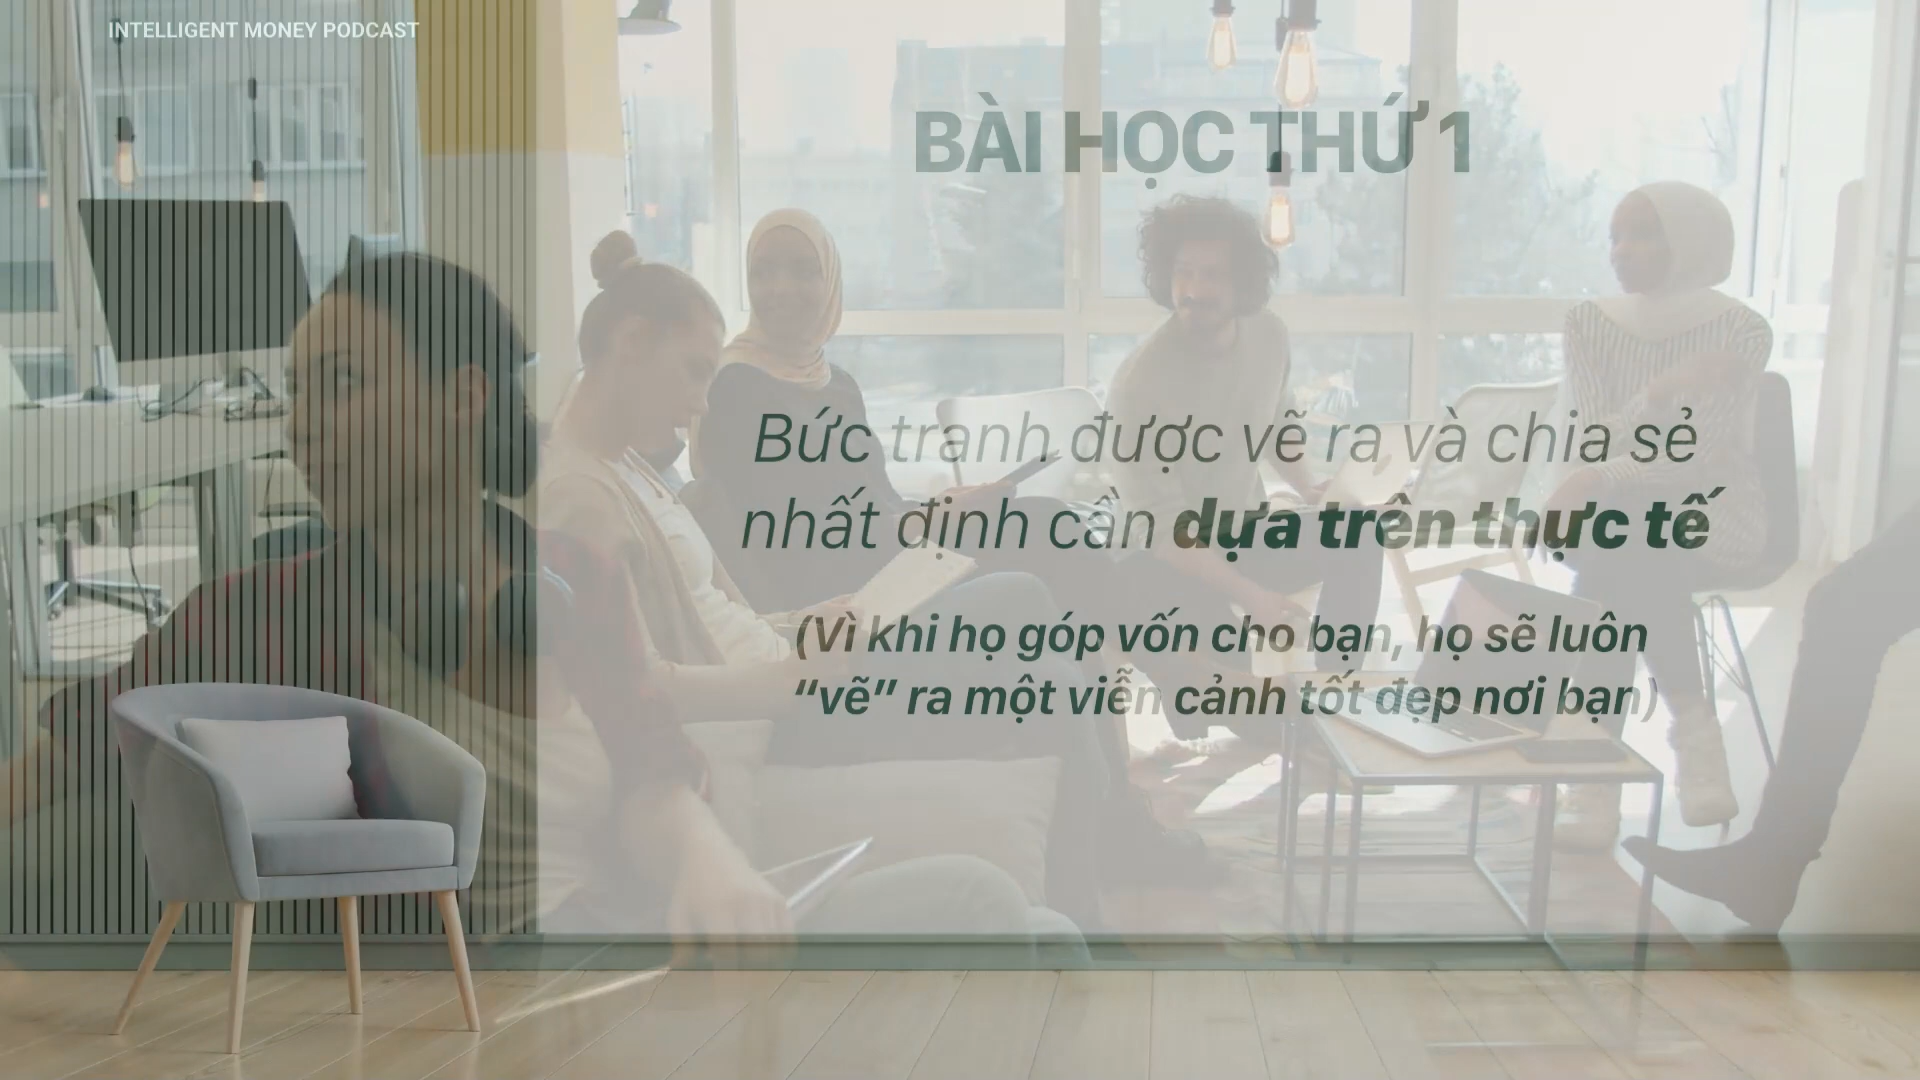 INTELLIGENT MONEY PODCAST
BÀI HỌC THỨ 1
Bức tranh được vẽ ra và chia sẻ
nhất định cần dựa trên thực tế
(Vì khi họ góp vốn cho bạn, họ sẽ luôn
“vẽ” ra một viễn cảnh tốt đẹp nơi bạn)